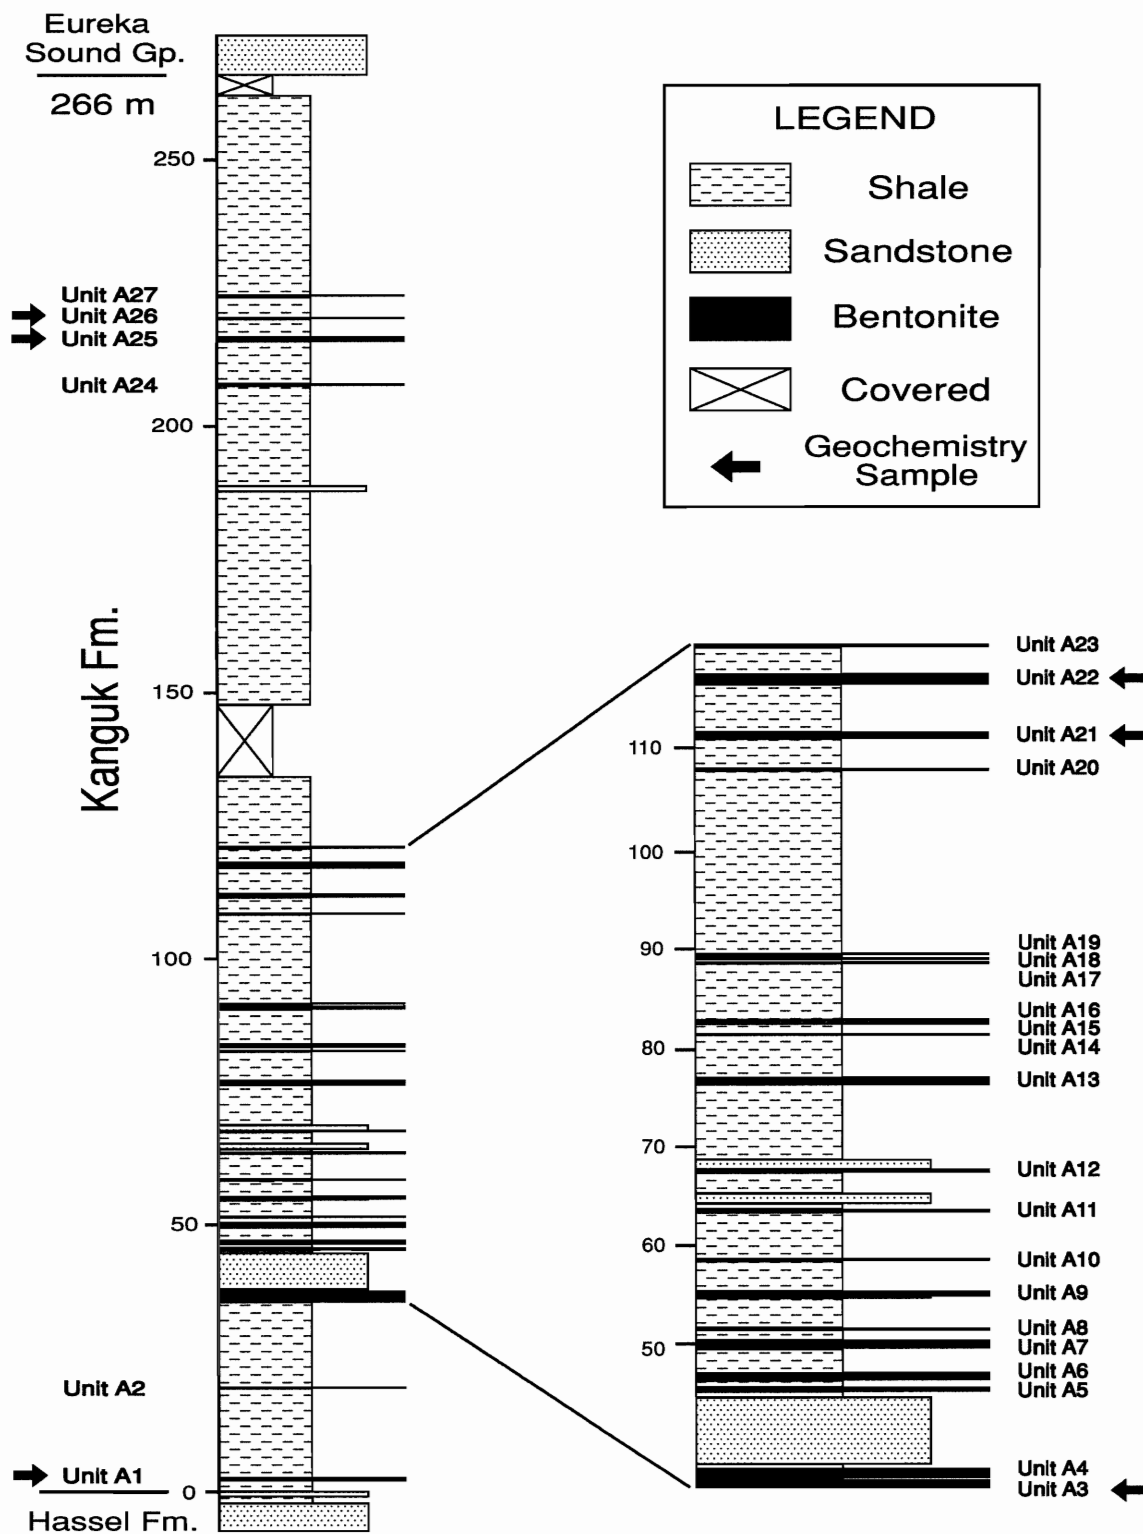 Eureka
Sound Gp.
266 m
250
Unit A27
Unit A26
Unit A25
Unit A24
200
Kanguk Fm.
150
100
50
Unit A2
Unit A1
0
Hassel Fm.
LEGEND
Shale
Sandstone
Bentonite
Covered
Geochemistry
Sample
Unit A23
Unit A22
Unit A21
110
Unit A20
100
90
Unit A19
Unit A18
Unit A17
Unit A16
Unit A15
80
Unit A14
Unit A13
70
Unit A12
Unit A11
60
Unit A10
Unit A9
Unit A8
50
Unit A7
Unit A6
Unit A5
Unit A4
Unit A3